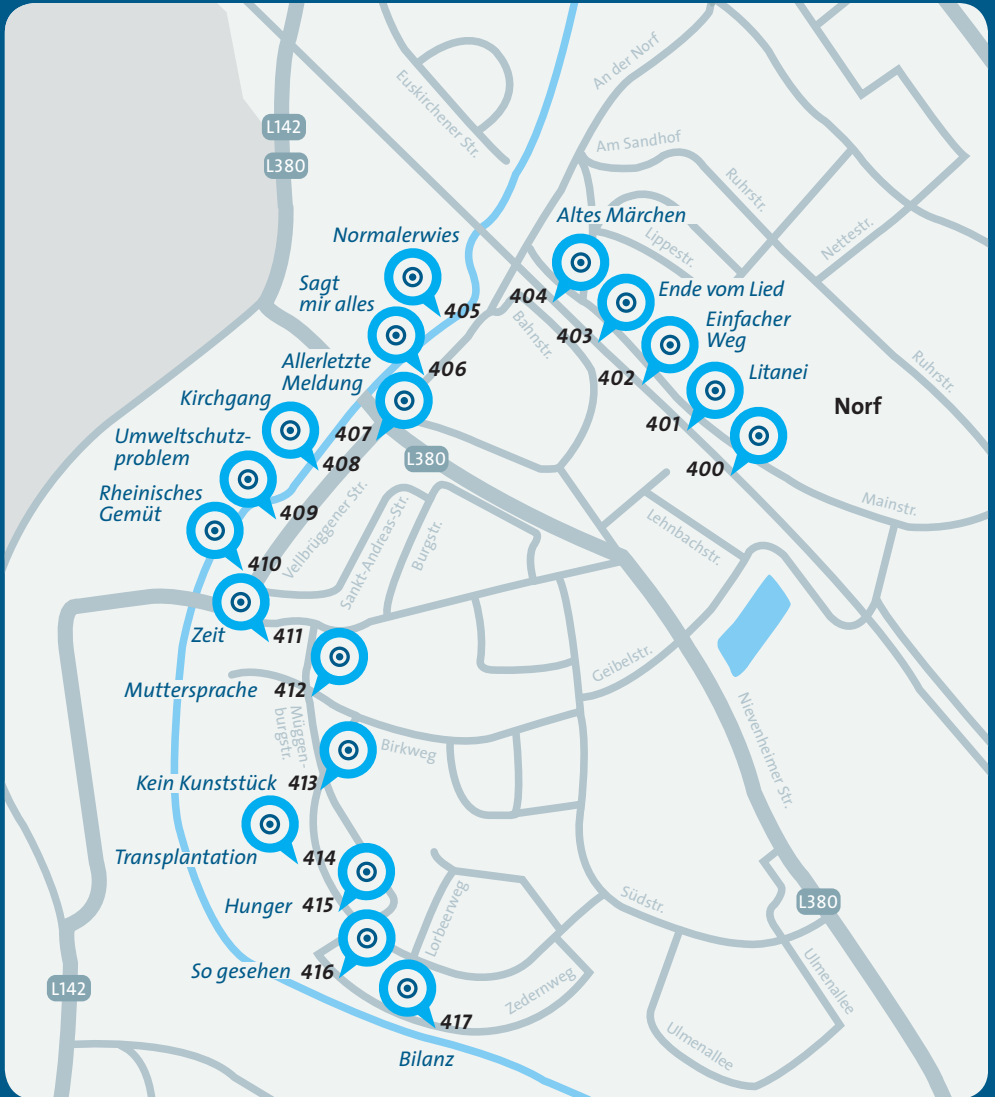 Euskirchener Str.
An der Norf
L142
L380
Am Sandhof
Ruhrstr.
Altes Märchen
Lippestr.
Nettestr.
Normalerwies
Sagt
mir alles
405
404
Ende vom Lied
Bahnstr.
403
Einfacher
Weg
Ruhrstr.
Allerletzte
Meldung
406
402
Litanei
Kirchgang
407
401
Norf
Umweltschutz-
problem
408
L380
400
Rheinisches
Gemüt
409
Vellbrüggener Str.
Sankt-Andreas-Str.
Burgstr.
Lehnbachstr.
Mainstr.
410
Zeit
411
Geibelstr.
Muttersprache
412
Müggen-
burgstr.
Birkweg
Nievenheimer Str.
Kein Kunststück
413
Transplantation
414
Hunger
415
Lorbeerweg
Südstr.
L380
So gesehen
416
L142
Zedernweg
Ulmenallee
417
Ulmenallee
Bilanz